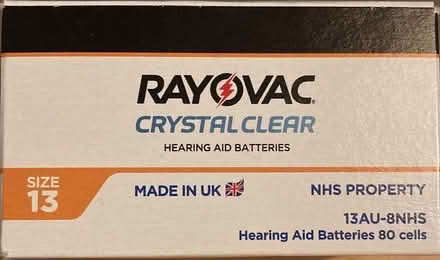 RAYOVAC
CRYSTAL CLEAR
HEARING AID BATTERIES
SIZE
13
MADE IN UK
NHS PROPERTY
13AU-8NHS
Hearing Aid Batteries 80 cells